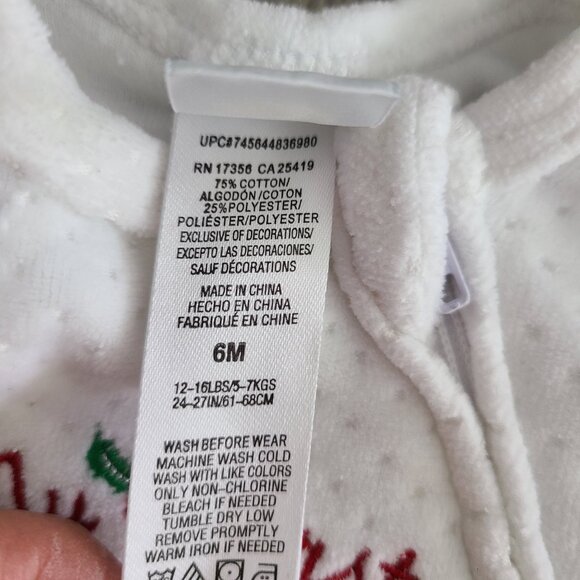 UPC#745644836980
RN 17356 CA 25419
75% COTTON/
ALGODÓN /COTON
25%POLYESTER/
POLIÉSTER/POLYESTER
EXCLUSIVE OF DECORATIONS/
EXCEPTO LAS DECORACIONES/
SAUF DÉCORATIONS
MADE IN CHINA
HECHO EN CHINA
FABRIQUÉ EN CHINE
6M
12-16LBS/5-7KGS
24-27IN/61-68CM
WASH BEFORE WEAR
MACHINE WASH COLD
WASH WITH LIKE COLORS
ONLY NON-CHLORINE
BLEACH IF NEEDED
TUMBLE DRY LOW
REMOVE PROMPTLY
WARM IRON IF NEEDED